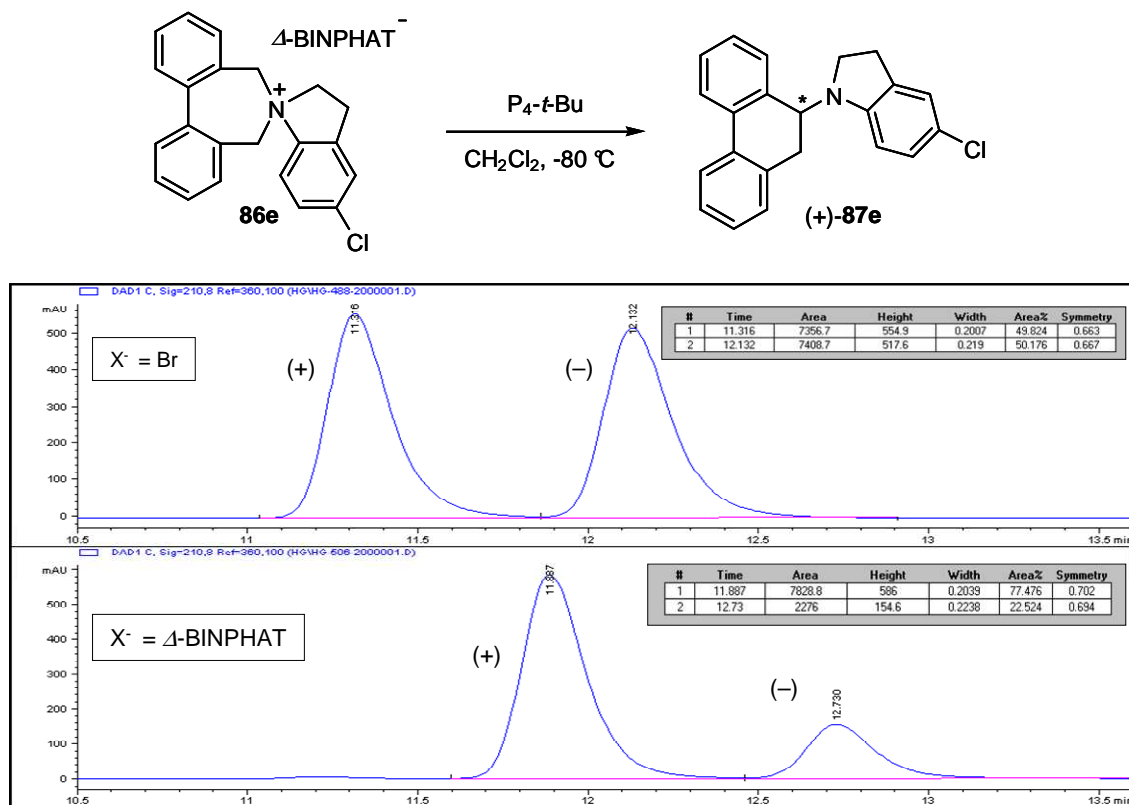 Δ-BINPHAT⁻
N⁺
Cl
86e
P4-t-Bu
CH2Cl2, -80 °C
*
N
Cl
(+)-87e
DAD1 C, Sig=210,8 Ref=360,100 (HG\HG-488-2000001.D)
mAU
500
400
300
200
100
0
X⁻ = Br
(+)
11.316
(–)
12.132
# Time Area Height Width Area% Symmetry
1 11.316 7356.7 554.9 0.2007 49.824 0.663
2 12.132 7408.7 517.6 0.219 50.176 0.667
10.5 11 11.5 12 12.5 13 13.5 min
DAD1 C, Sig=210,8 Ref=360,100 (HG\HG-506-2000001.D)
mAU
500
400
300
200
100
0
X⁻ = Δ-BINPHAT
(+)
11.887
(–)
12.730
# Time Area Height Width Area% Symmetry
1 11.887 7828.8 586 0.2039 77.476 0.702
2 12.73 2276 154.6 0.2238 22.524 0.694
10.5 11 11.5 12 12.5 13 13.5 min